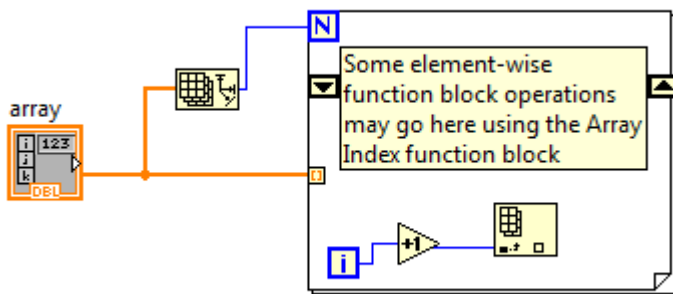 N
Some element-wise
function block operations
may go here using the Array
Index function block
array
i 123
j
k
DBL
+1
i